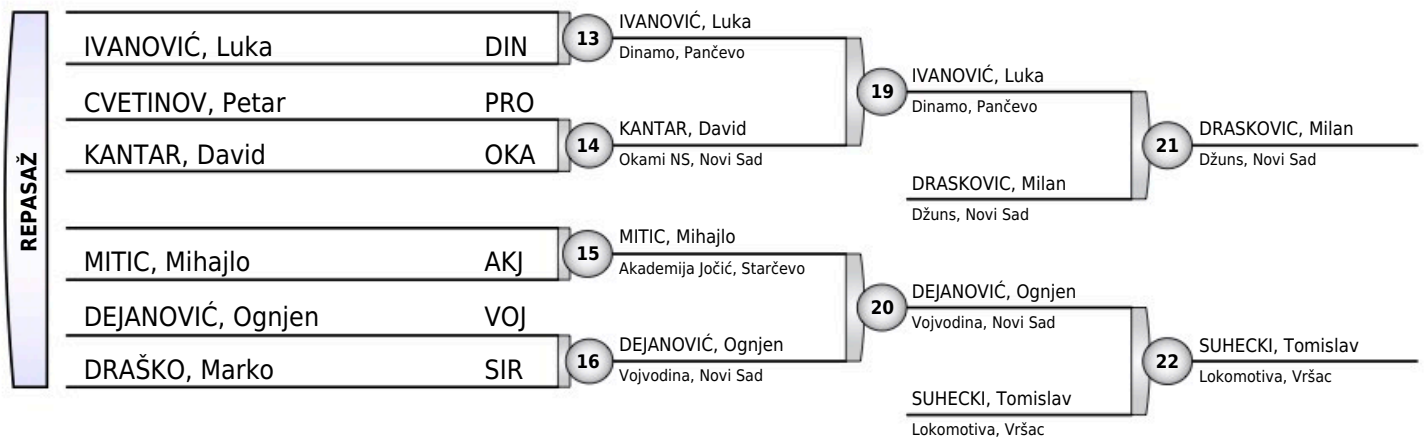 REPASAŽ
IVANOVIĆ, Luka DIN
CVETINOV, Petar PRO
KANTAR, David OKA
MITIC, Mihajlo AKJ
DEJANOVIĆ, Ognjen VOJ
DRAŠKO, Marko SIR
13
IVANOVIĆ, Luka
Dinamo, Pančevo
14
KANTAR, David
Okami NS, Novi Sad
15
MITIC, Mihajlo
Akademija Jočić, Starčevo
16
DEJANOVIĆ, Ognjen
Vojvodina, Novi Sad
19
IVANOVIĆ, Luka
Dinamo, Pančevo
DRASKOVIC, Milan
Džuns, Novi Sad
20
DEJANOVIĆ, Ognjen
Vojvodina, Novi Sad
SUHECKI, Tomislav
Lokomotiva, Vršac
21
DRASKOVIC, Milan
Džuns, Novi Sad
22
SUHECKI, Tomislav
Lokomotiva, Vršac